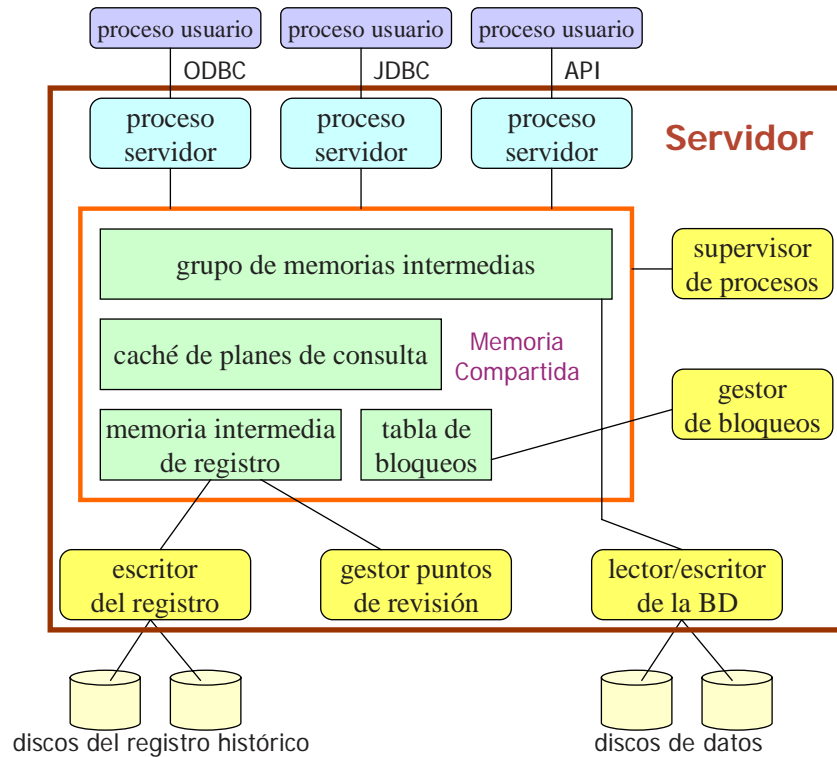 proceso usuario
proceso usuario
proceso usuario
ODBC
JDBC
API
proceso
servidor
proceso
servidor
proceso
servidor
Servidor
grupo de memorias intermedias
supervisor
de procesos
caché de planes de consulta
Memoria
Compartida
gestor
de bloqueos
memoria intermedia
de registro
tabla de
bloqueos
escritor
del registro
gestor puntos
de revisión
lector/escritor
de la BD
discos del registro histórico
discos de datos